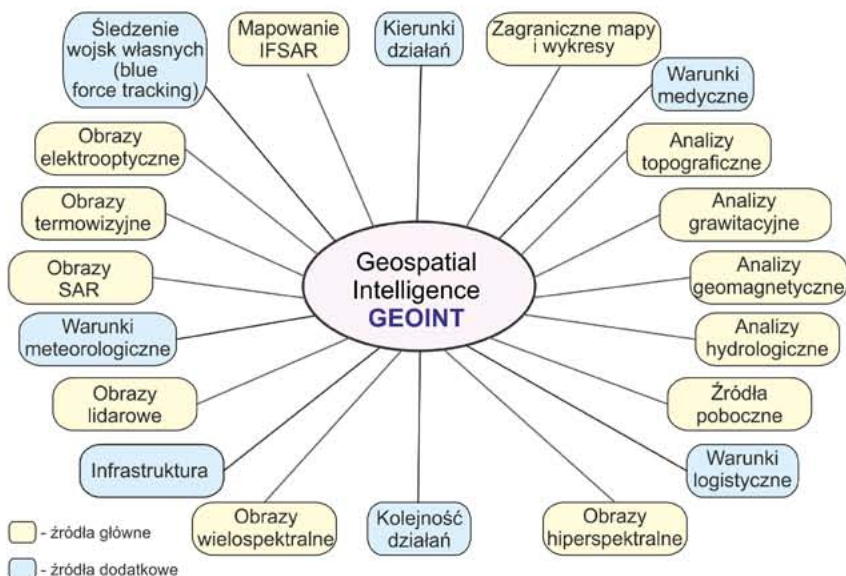 Śledzenie
wojsk własnych
(blue
force tracking)
Mapowanie
IFSAR
Kierunki
działań
Zagraniczne mapy
i wykresy
Warunki
medyczne
Obrazy
elektrooptyczne
Analizy
topograficzne
Obrazy
termowizyjne
Analizy
grawitacyjne
Geospatial
Intelligence
GEOINT
Obrazy
SAR
Analizy
geomagnetyczne
Warunki
meteorologiczne
Analizy
hydrologiczne
Obrazy
lidarowe
Źródła
poboczne
Infrastruktura
Warunki
logistyczne
Obrazy
wielospektralne
Kolejność
działań
Obrazy
hiperspektralne
- źródła główne
- źródła dodatkowe